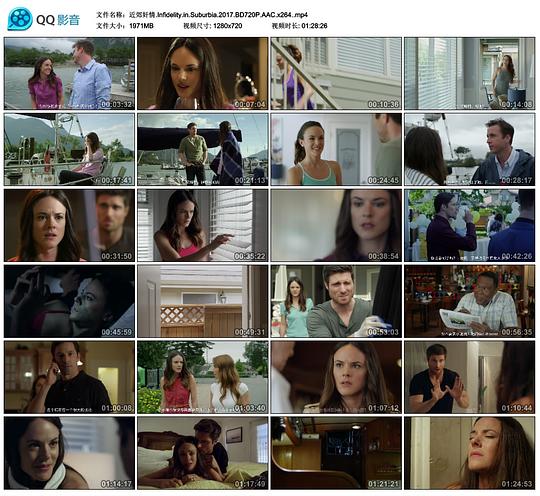 QQ影音
文件名称: 近邻奸情.Infidelity.in.Suburbia.2017.BD720P.AAC.x264.mp4
文件大小: 1971MB 视频尺寸: 1280x720 视频时长: 01:28:26
00:03:32 00:07:04 00:10:36 00:14:08
00:17:41 00:21:13 00:24:45 00:28:17
00:31:50 00:35:22 00:38:54 00:42:26
00:45:59 00:49:31 00:53:03 00:56:35
01:00:08 01:03:40 01:07:12 01:10:44
01:14:17 01:17:49 01:21:21 01:24:53